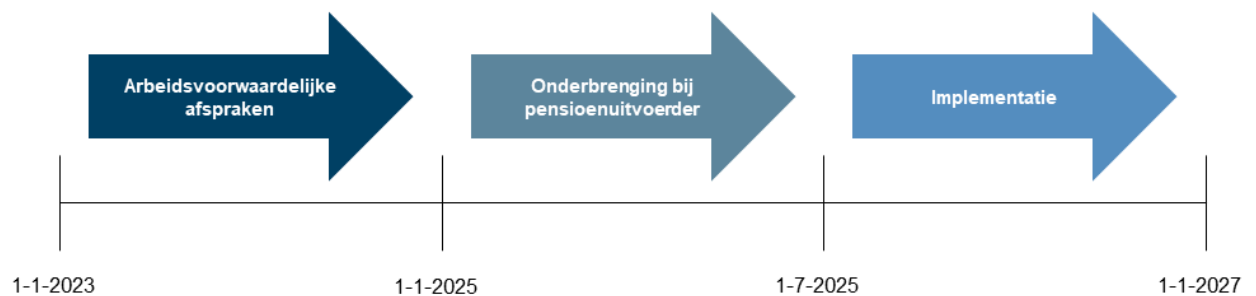 Arbeidsvoorwaardelijke
afspraken
Onderbrenging bij
pensioenuitvoerder
Implementatie
1-1-2023
1-1-2025
1-7-2025
1-1-2027